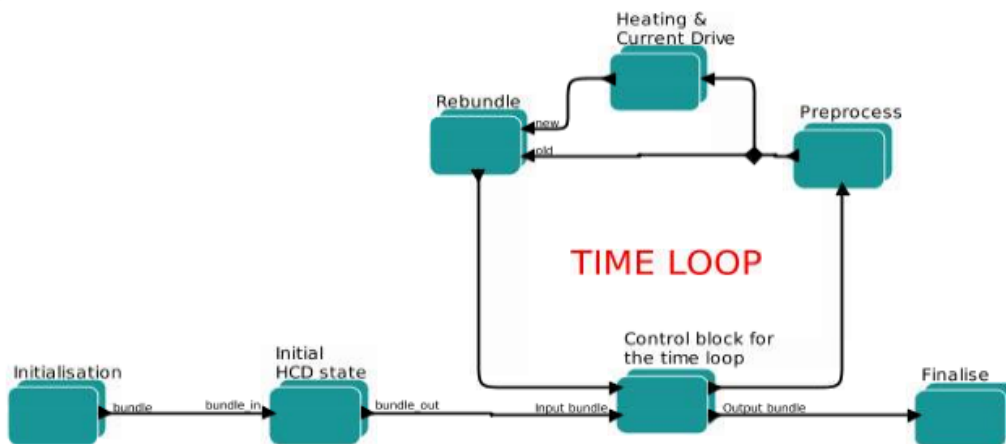 Heating &
Current Drive
Rebundle
Preprocess
new
old
TIME LOOP
Control block for
the time loop
Initial
HCD state
Initialisation
Finalise
bundle
bundle_in
bundle_out
Input bundle
Output bundle